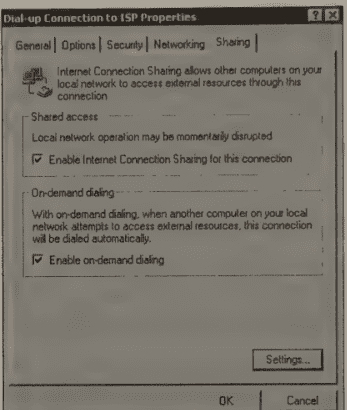 Dial-up Connection to ISP Properties
General Options Security Networking Sharing
Internet Connection Sharing allows other computers on your
local network to access external resources through this
connection
Shared access
Local network operation may be momentarily disrupted
Enable Internet Connection Sharing for this connection
On-demand dialing
With on-demand dialing, when another computer on your local
network attempts to access external resources, this connection
will be dialed automatically.
Enable on-demand dialing
Settings...
OK Cancel